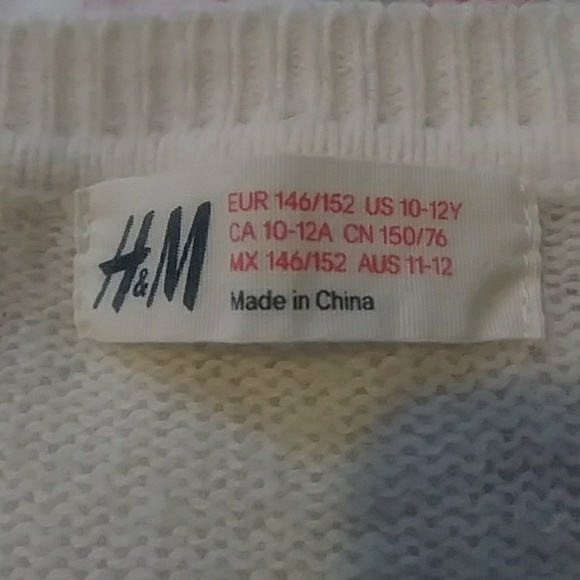 H&M
EUR 146/152 US 10-12Y
CA 10-12A CN 150/76
MX 146/152 AUS 11-12
Made in China